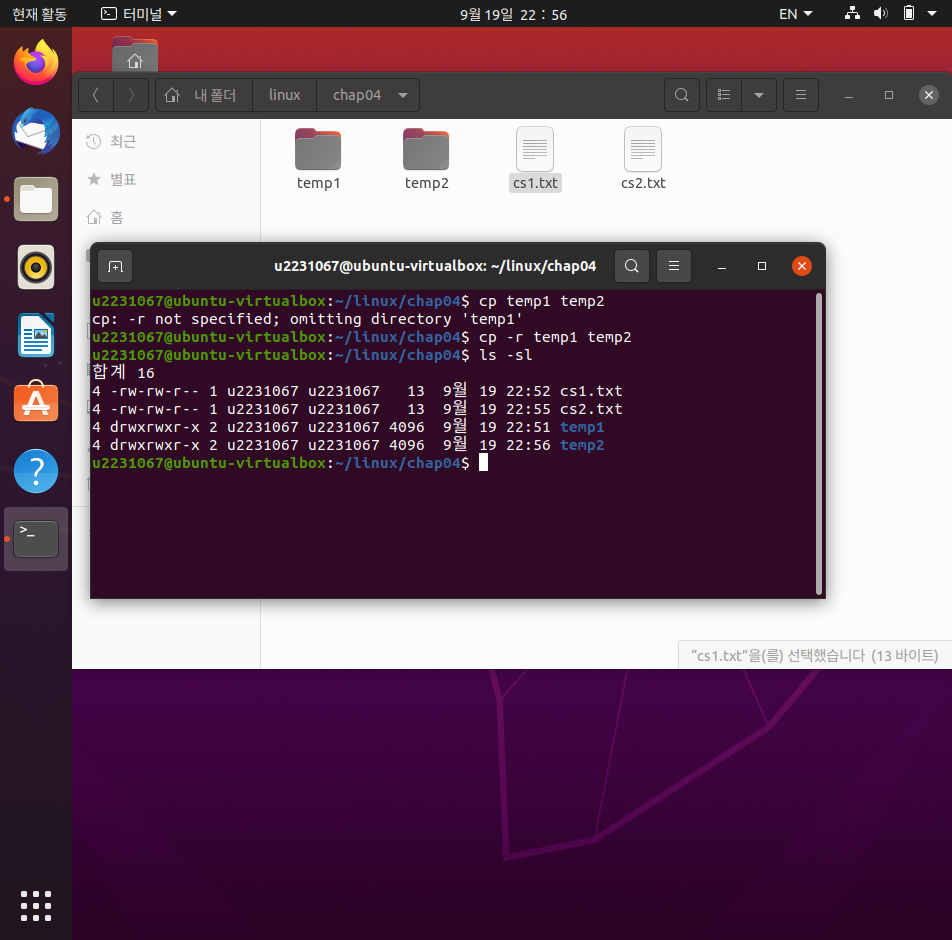 현재 활동 터미널 9월 19일 22 : 56 EN
내 폴더 linux chap04
최근
별표
홈
temp1 temp2 cs1.txt cs2.txt
u2231067@ubuntu-virtualbox: ~/linux/chap04
u2231067@ubuntu-virtualbox:~/linux/chap04$ cp temp1 temp2
cp: -r not specified; omitting directory 'temp1'
u2231067@ubuntu-virtualbox:~/linux/chap04$ cp -r temp1 temp2
u2231067@ubuntu-virtualbox:~/linux/chap04$ ls -sl
합계 16
4 -rw-rw-r-- 1 u2231067 u2231067   13  9월 19 22:52 cs1.txt
4 -rw-rw-r-- 1 u2231067 u2231067   13  9월 19 22:55 cs2.txt
4 drwxrwxr-x 2 u2231067 u2231067 4096  9월 19 22:51 temp1
4 drwxrwxr-x 2 u2231067 u2231067 4096  9월 19 22:56 temp2
u2231067@ubuntu-virtualbox:~/linux/chap04$
“cs1.txt”을(를) 선택했습니다 (13 바이트)